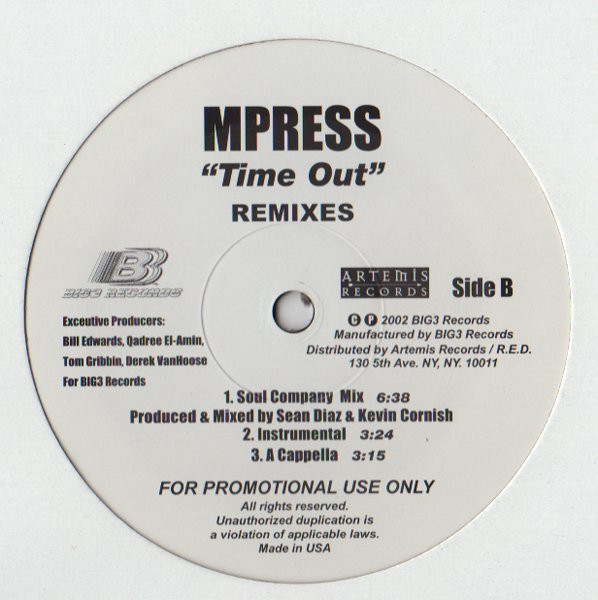 MPRESS
“Time Out”
REMIXES
B
BIG3 RECORDS
ARTEMIS
RECORDS
Side B
Exceutive Producers:
Bill Edwards, Qadree El-Amin,
Tom Gribbin, Derek VanHoose
For BIG3 Records
© ℗ 2002 BIG3 Records
Manufactured by BIG3 Records
Distributed by Artemis Records / R.E.D.
130 5th Ave. NY, NY. 10011
1. Soul Company Mix 6:38
Produced & Mixed by Sean Diaz & Kevin Cornish
2. Instrumental 3:24
3. A Cappella 3:15
FOR PROMOTIONAL USE ONLY
All rights reserved.
Unauthorized duplication is
a violation of applicable laws.
Made in USA